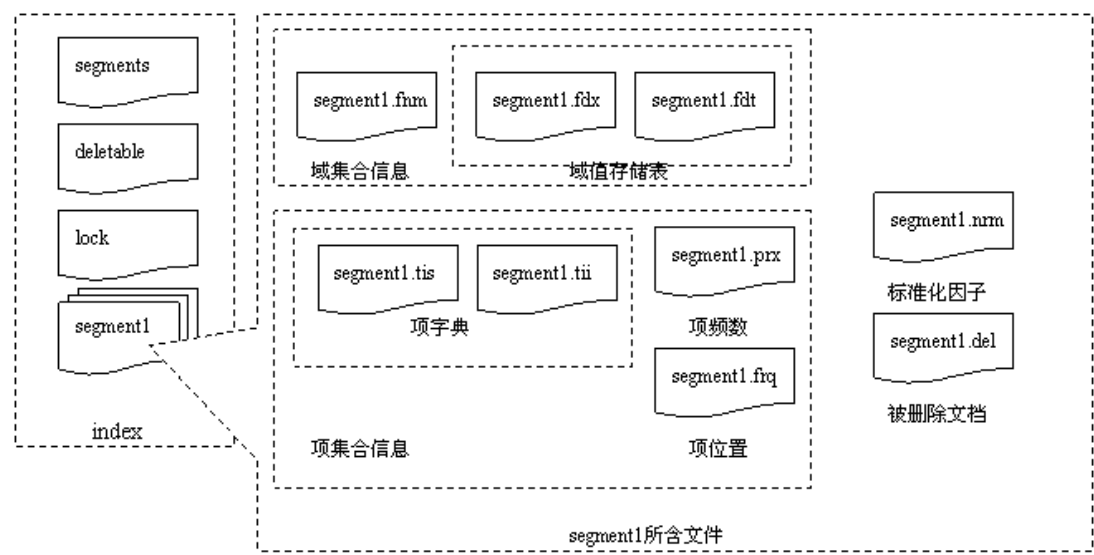 segments
deletable
lock
segment1
index
segment1.fnm
segment1.fdx
segment1.fdt
域集合信息
域值存储表
segment1.tis
segment1.tii
项字典
segment1.prx
项频数
segment1.frq
项集合信息
项位置
segment1.nrm
标准化因子
segment1.del
被删除文档
segment1所含文件